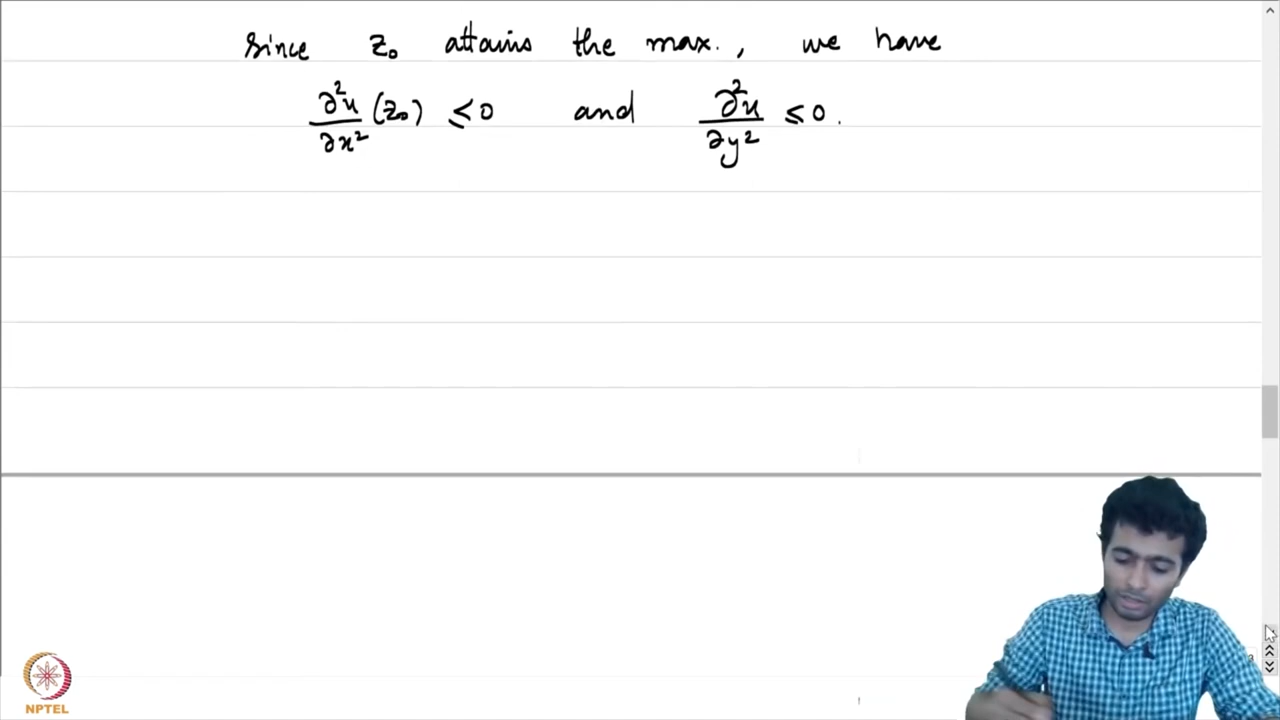 since z₀ attains the max., we have
∂²u/∂x² (z₀) ≤ 0 and ∂²u/∂y² ≤ 0.
NPTEL